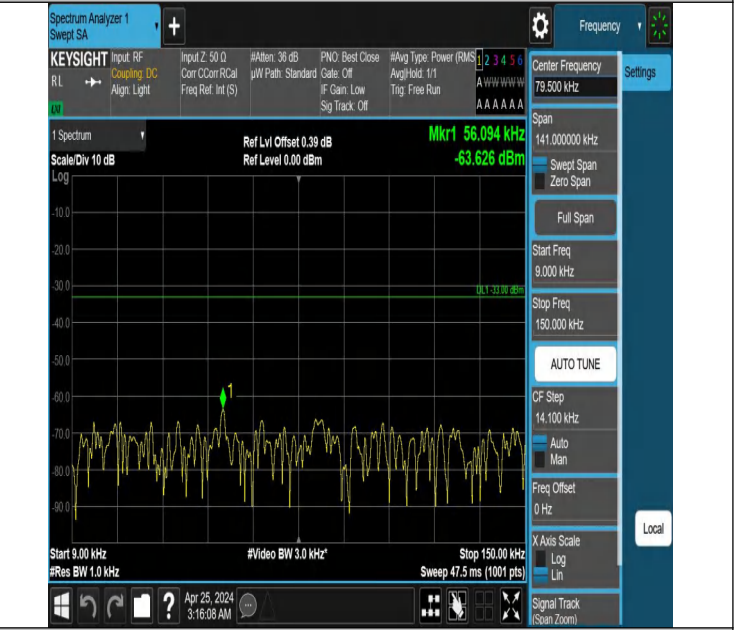 Spectrum Analyzer 1
Swept SA
+
Frequency
KEYSIGHT
RL
Input: RF
Coupling: DC
Align: Light
Input Z: 50 Ω
Corr CCorr RCal
Freq Ref: Int (S)
#Atten: 36 dB
µW Path: Standard
PNO: Best Close
Gate: Off
IF Gain: Low
Sig Track: Off
#Avg Type: Power (RMS
Avg|Hold: 1/1
Trig: Free Run
1 2 3 4 5 6
A W W W W W
A A A A A A
1 Spectrum
Scale/Div 10 dB
Log
Ref Lvl Offset 0.39 dB
Ref Level 0.00 dBm
Mkr1 56.094 kHz
-63.626 dBm
-10.0
-20.0
-30.0
DL1 -33.00 dBm
-40.0
-50.0
-60.0
1
-70.0
-80.0
-90.0
Start 9.00 kHz
#Res BW 1.0 kHz
#Video BW 3.0 kHz*
Stop 150.00 kHz
Sweep 47.5 ms (1001 pts)
?
Apr 25, 2024
3:16:08 AM
Center Frequency
79.500 kHz
Span
141.000000 kHz
Swept Span
Zero Span
Full Span
Start Freq
9.000 kHz
Stop Freq
150.000 kHz
AUTO TUNE
CF Step
14.100 kHz
Auto
Man
Freq Offset
0 Hz
X Axis Scale
Log
Lin
Signal Track
(Span Zoom)
Settings
Local